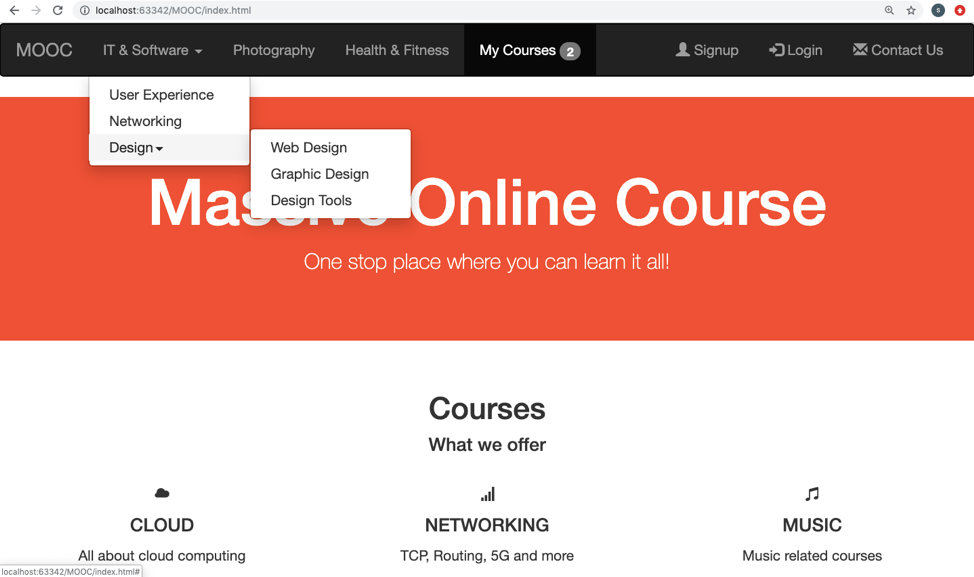 localhost:63342/MOOC/index.html
S
MOOC IT & Software Photography Health & Fitness My Courses 2 Signup Login Contact Us
User Experience
Networking
Design
Web Design
Graphic Design
Design Tools
Massive Online Course
One stop place where you can learn it all!
Courses
What we offer
CLOUD NETWORKING MUSIC
All about cloud computing TCP, Routing, 5G and more Music related courses
localhost:63342/MOOC/index.html#